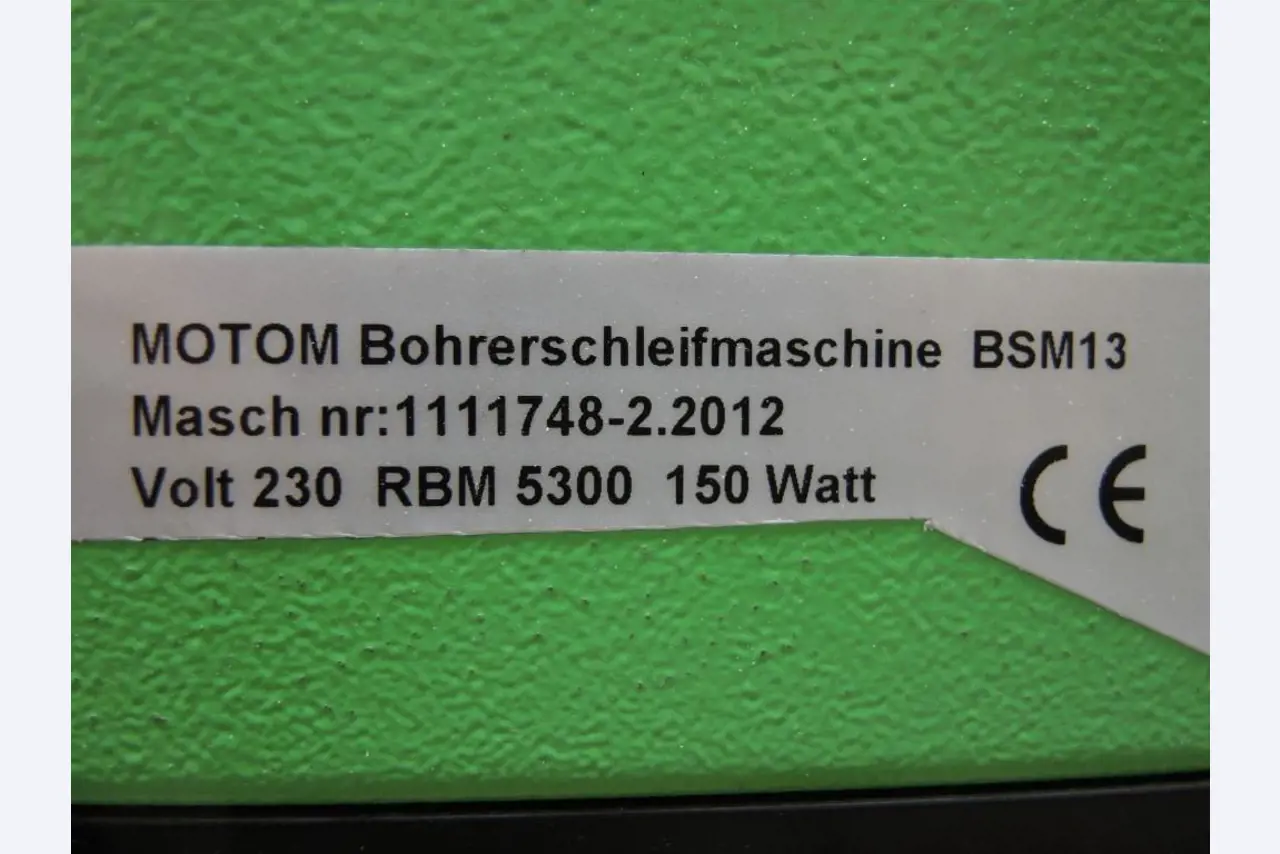 MOTOM Bohrerschleifmaschine BSM13
Masch nr:1111748-2.2012
Volt 230 RBM 5300 150 Watt
CE